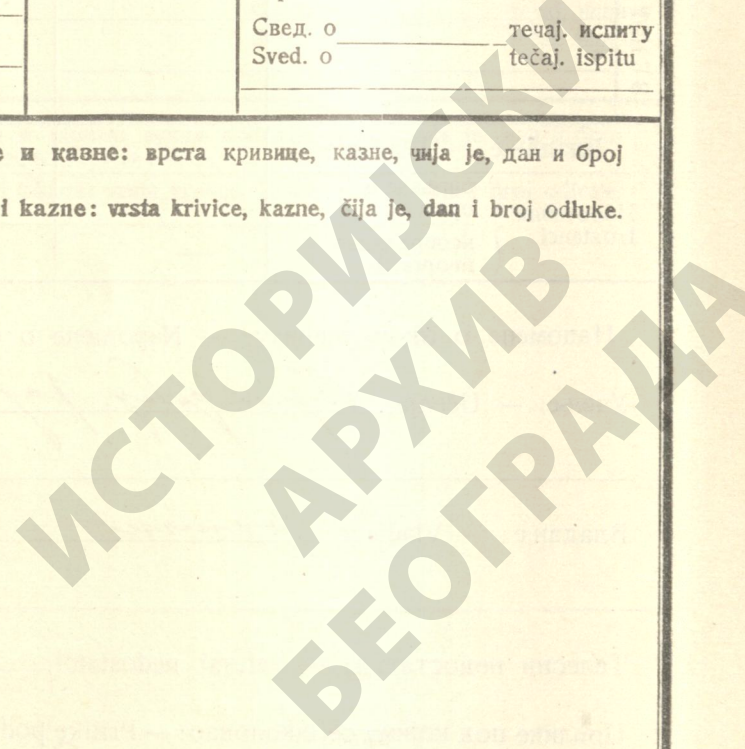 Свед. о ____________ течај. испиту
Sved. o tečaj. ispitu
е и казне: врста кривице, казне, чија је, дан и број
i kazne: vrsta krivice, kazne, čija je, dan i broj odluke.
ИСТОРИЈСКИ
АРХИВ
БЕОГРАДА